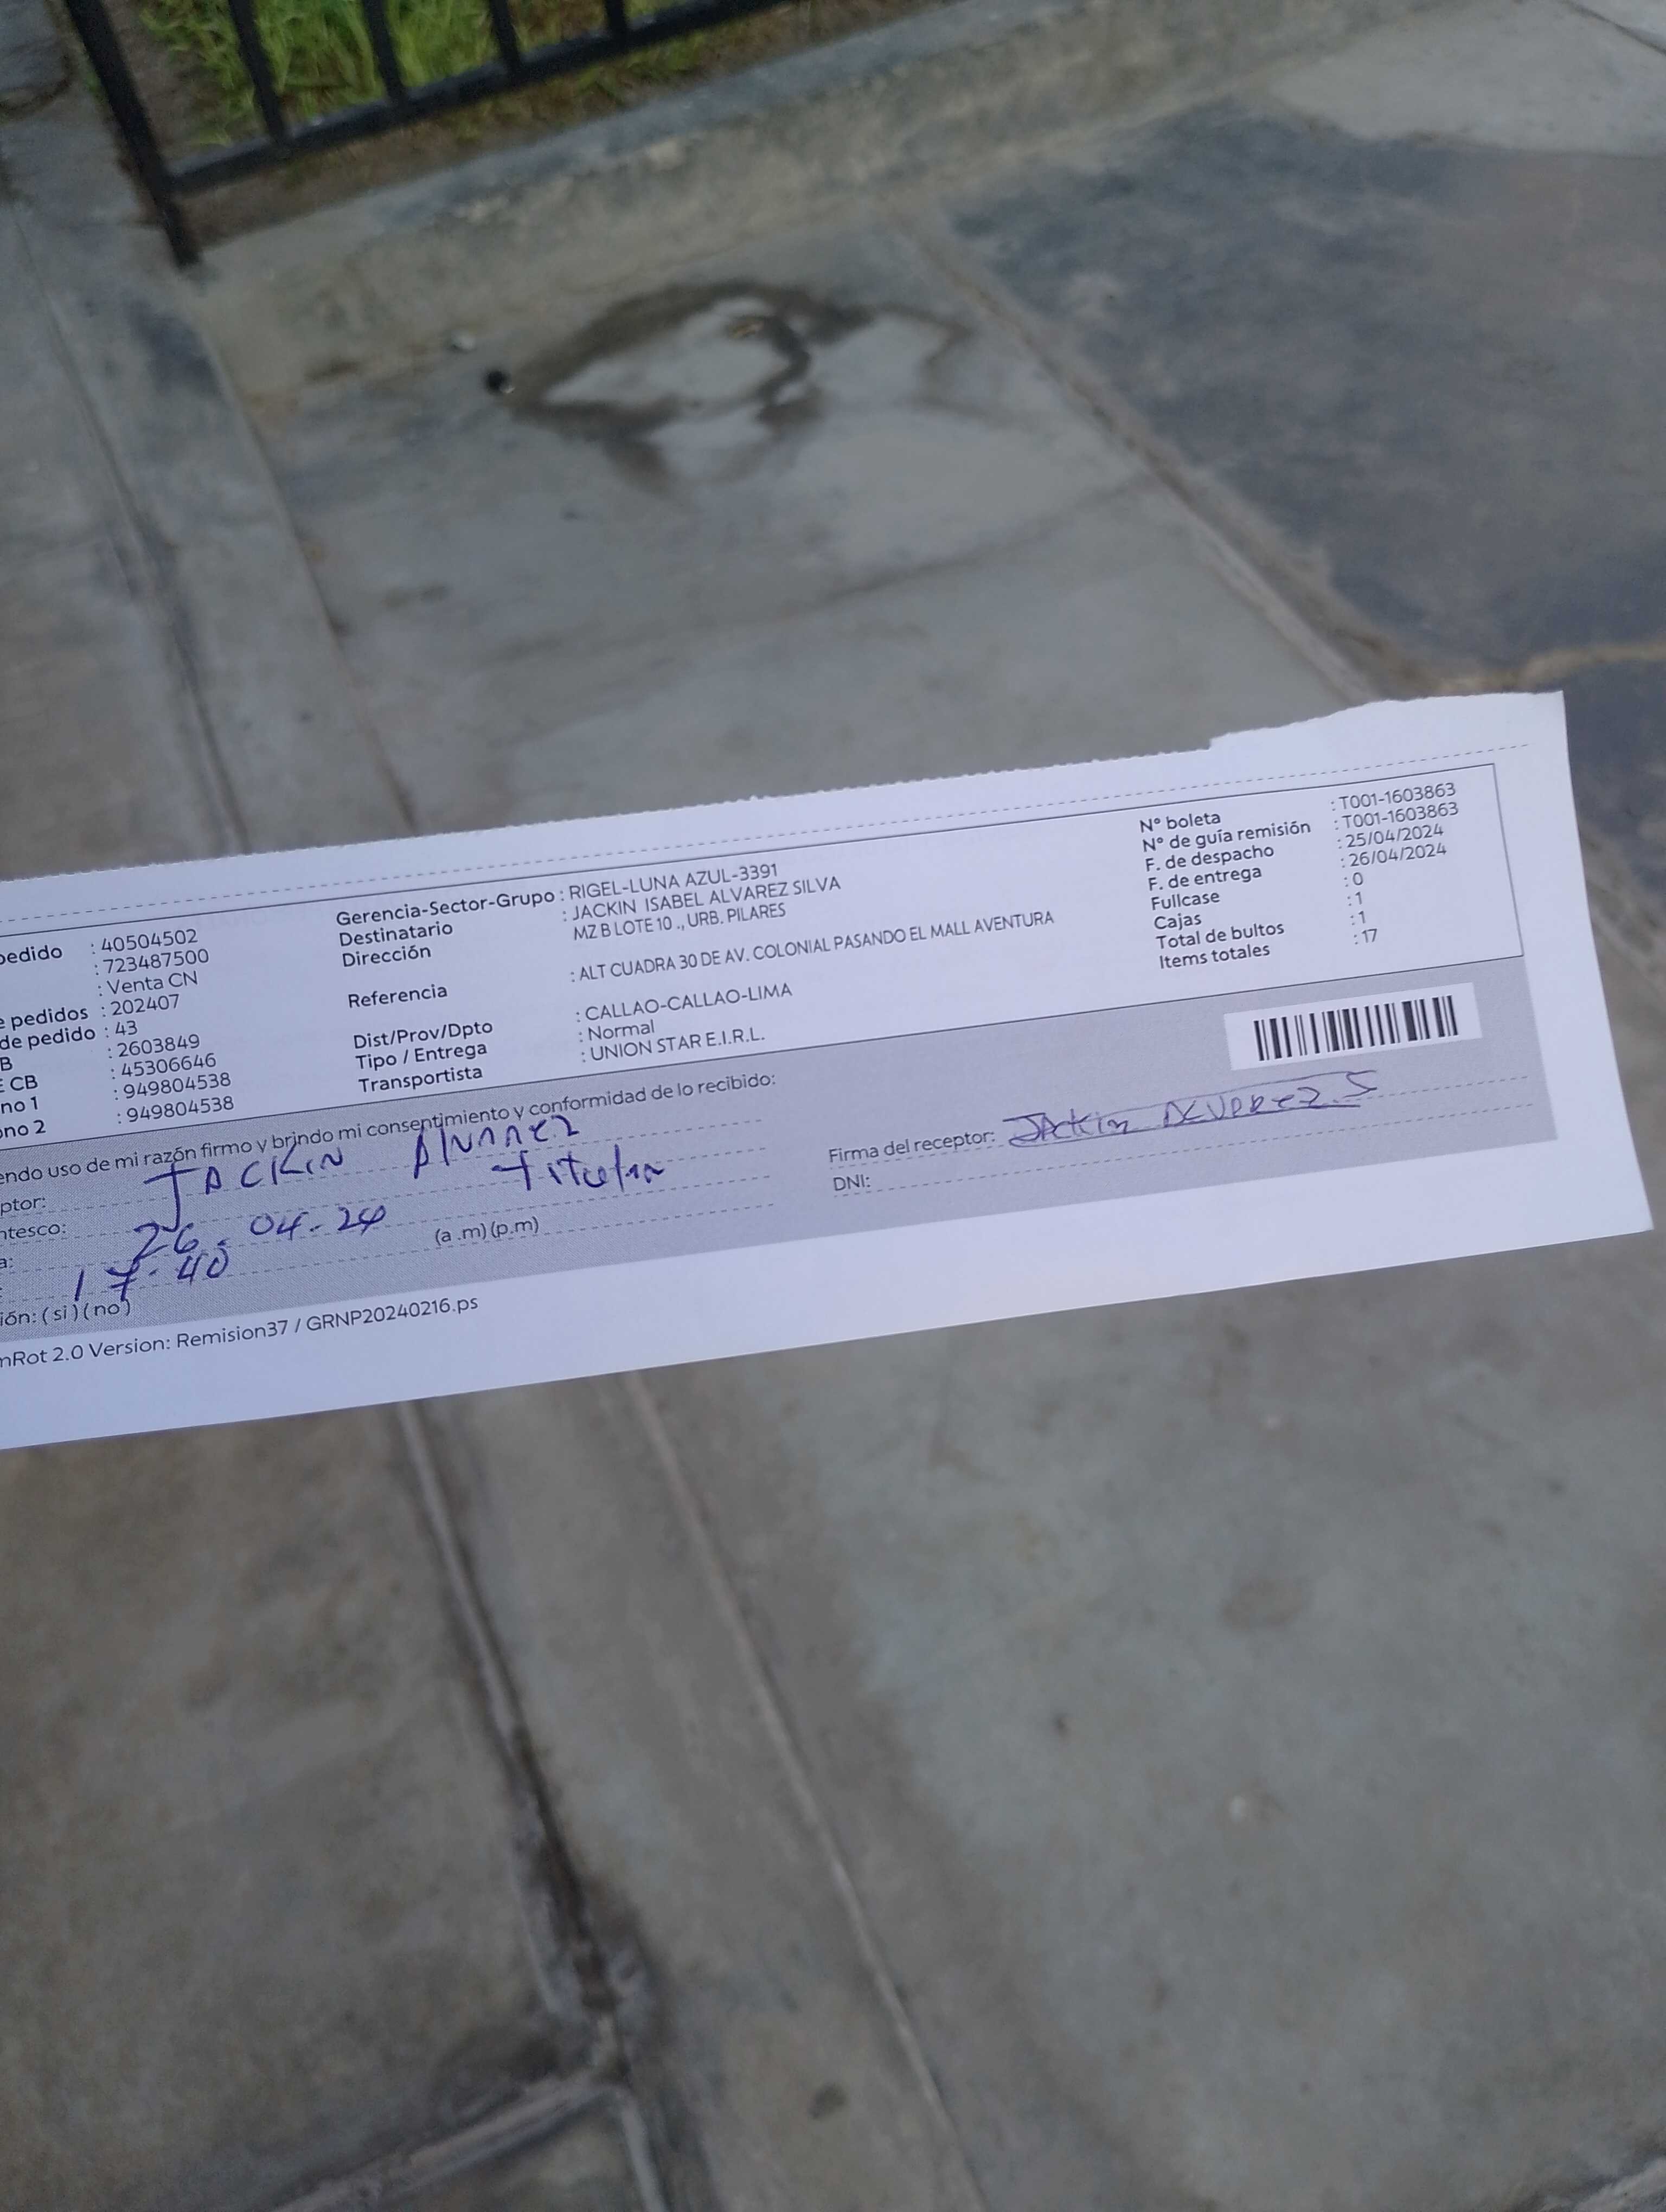 pedido : 40504502
: 723487500
: Venta CN
e pedidos : 202407
de pedido : 43
B : 2603849
E CB : 45306646
no 1 : 949804538
ono 2 : 949804538
Gerencia-Sector-Grupo : RIGEL-LUNA AZUL-3391
Destinatario : JACKIN ISABEL ALVAREZ SILVA
Dirección MZ B LOTE 10 ., URB. PILARES
Referencia : ALT CUADRA 30 DE AV. COLONIAL PASANDO EL MALL AVENTURA
Dist/Prov/Dpto : CALLAO-CALLAO-LIMA
Tipo / Entrega : Normal
Transportista : UNION STAR E.I.R.L.
N° boleta : T001-1603863
N° de guía remisión : T001-1603863
F. de despacho : 25/04/2024
F. de entrega : 26/04/2024
Fullcase : 0
Cajas : 1
Total de bultos : 1
Items totales : 17
endo uso de mi razón firmo y brindo mi consentimiento y conformidad de lo recibido:
ptor: JACKIN Alvarez
ntesco: Titular
a: 26-04-24
: 17-40 (a .m) (p.m)
ión: ( si ) ( no )
Firma del receptor: Jackin Alvarez S
DNI:
mRot 2.0 Version: Remision37 / GRNP20240216.ps